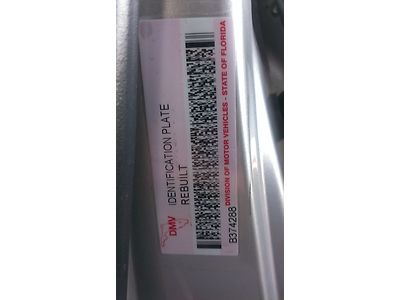 DMV
IDENTIFICATION PLATE
REBUILT
B374288
DIVISION OF MOTOR VEHICLES - STATE OF FLORIDA